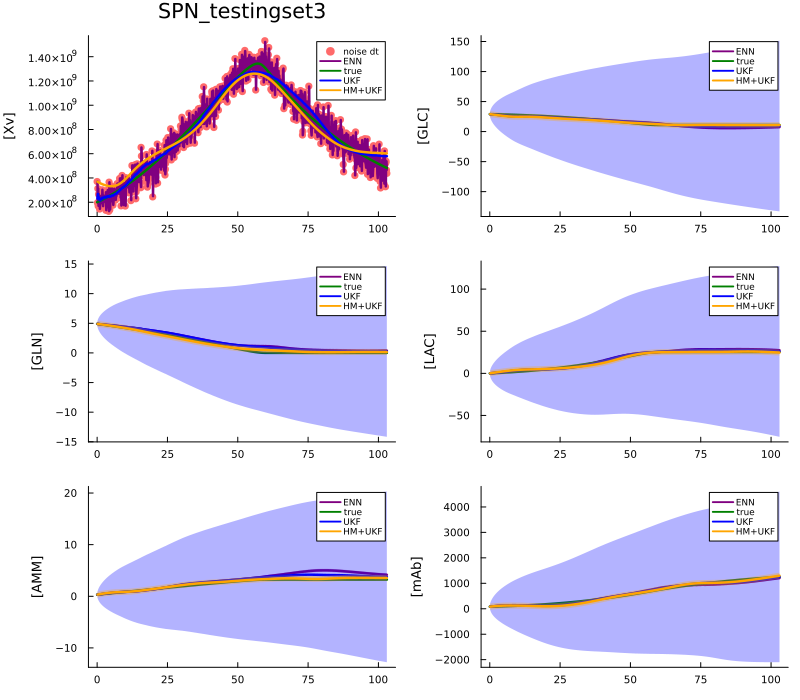 SPN_testingset3
[Xv]
1.40×10⁹
1.20×10⁹
1.00×10⁹
8.00×10⁸
6.00×10⁸
4.00×10⁸
2.00×10⁸
noise dt
ENN
true
UKF
HM+UKF
0 25 50 75 100
[GLC]
150
100
50
0
−50
−100
ENN
true
UKF
HM+UKF
0 25 50 75 100
[GLN]
15
10
5
0
−5
−10
−15
ENN
true
UKF
HM+UKF
0 25 50 75 100
[LAC]
100
50
0
−50
ENN
true
UKF
HM+UKF
0 25 50 75 100
[AMM]
20
10
0
−10
ENN
true
UKF
HM+UKF
0 25 50 75 100
[mAb]
4000
3000
2000
1000
0
−1000
−2000
ENN
true
UKF
HM+UKF
0 25 50 75 100